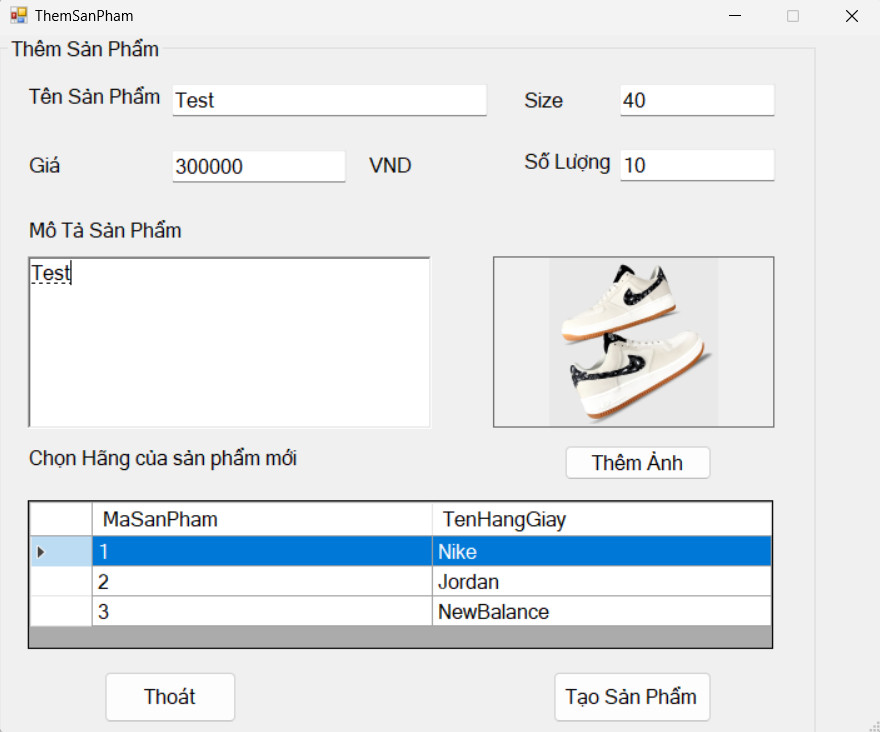 ThemSanPham
Thêm Sản Phẩm
Tên Sản Phẩm Test Size 40
Giá 300000 VND Số Lượng 10
Mô Tả Sản Phẩm
Test
Chọn Hãng của sản phẩm mới
Thêm Ảnh
MaSanPham TenHangGiay
1 Nike
2 Jordan
3 NewBalance
Thoát Tạo Sản Phẩm